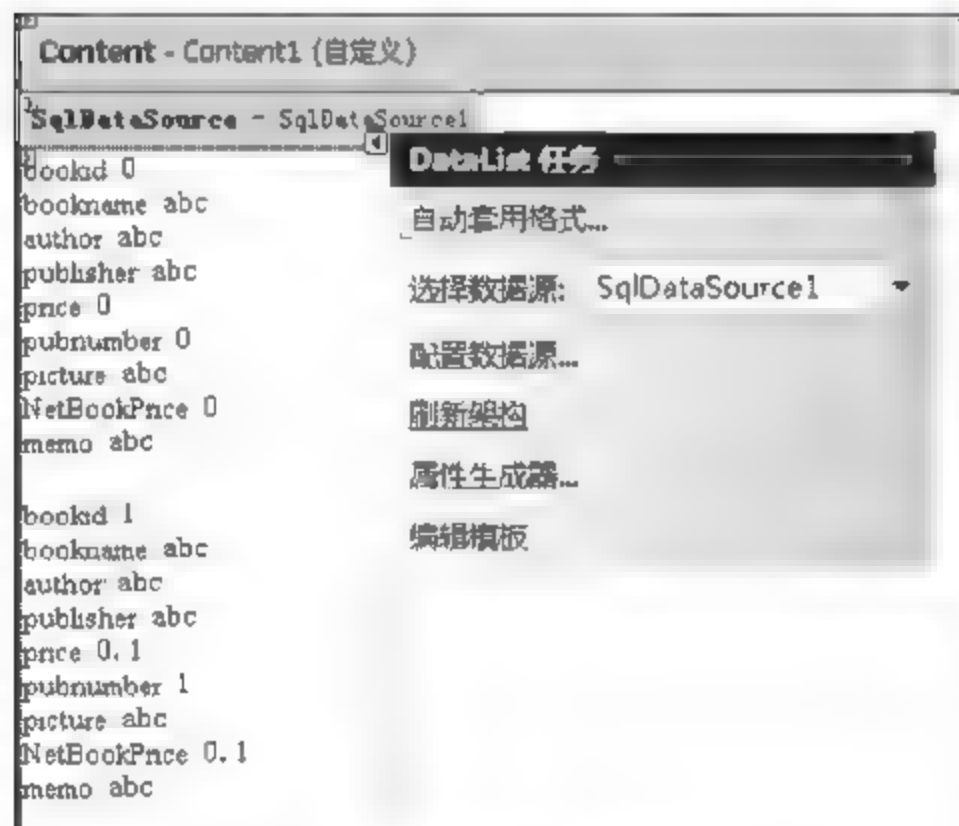 Content - Content1 (自定义)
SqlDataSource - SqlDataSource1
DataList 任务
自动套用格式...
选择数据源: SqlDataSource1
配置数据源...
刷新架构
属性生成器...
编辑模板
bookid 0
bookname abc
author abc
publisher abc
price 0
pubnumber 0
picture abc
NetBookPrice 0
memo abc
bookid 1
bookname abc
author abc
publisher abc
price 0.1
pubnumber 1
picture abc
NetBookPrice 0.1
memo abc